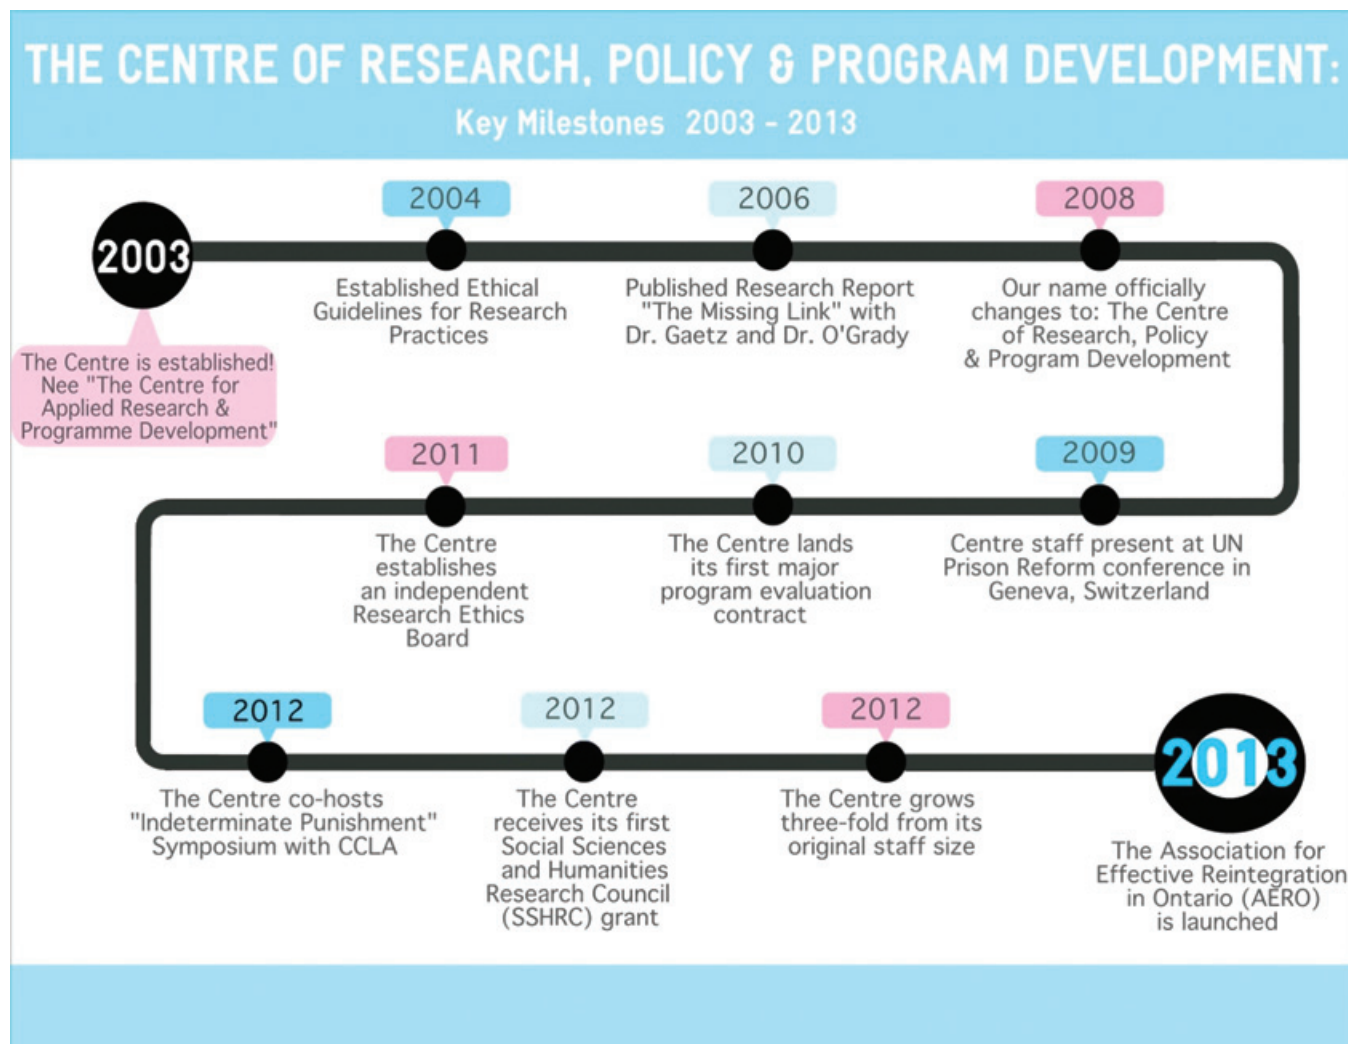 THE CENTRE OF RESEARCH, POLICY & PROGRAM DEVELOPMENT:
Key Milestones 2003 - 2013
2003
The Centre is established!
Nee "The Centre for
Applied Research &
Programme Development"
2004
Established Ethical
Guidelines for Research
Practices
2006
Published Research Report
"The Missing Link" with
Dr. Gaetz and Dr. O'Grady
2008
Our name officially
changes to: The Centre
of Research, Policy
& Program Development
2009
Centre staff present at UN
Prison Reform conference in
Geneva, Switzerland
2010
The Centre lands
its first major
program evaluation
contract
2011
The Centre
establishes
an independent
Research Ethics
Board
2012
The Centre co-hosts
"Indeterminate Punishment"
Symposium with CCLA
2012
The Centre
receives its first
Social Sciences
and Humanities
Research Council
(SSHRC) grant
2012
The Centre grows
three-fold from its
original staff size
2013
The Association for
Effective Reintegration
in Ontario (AERO)
is launched